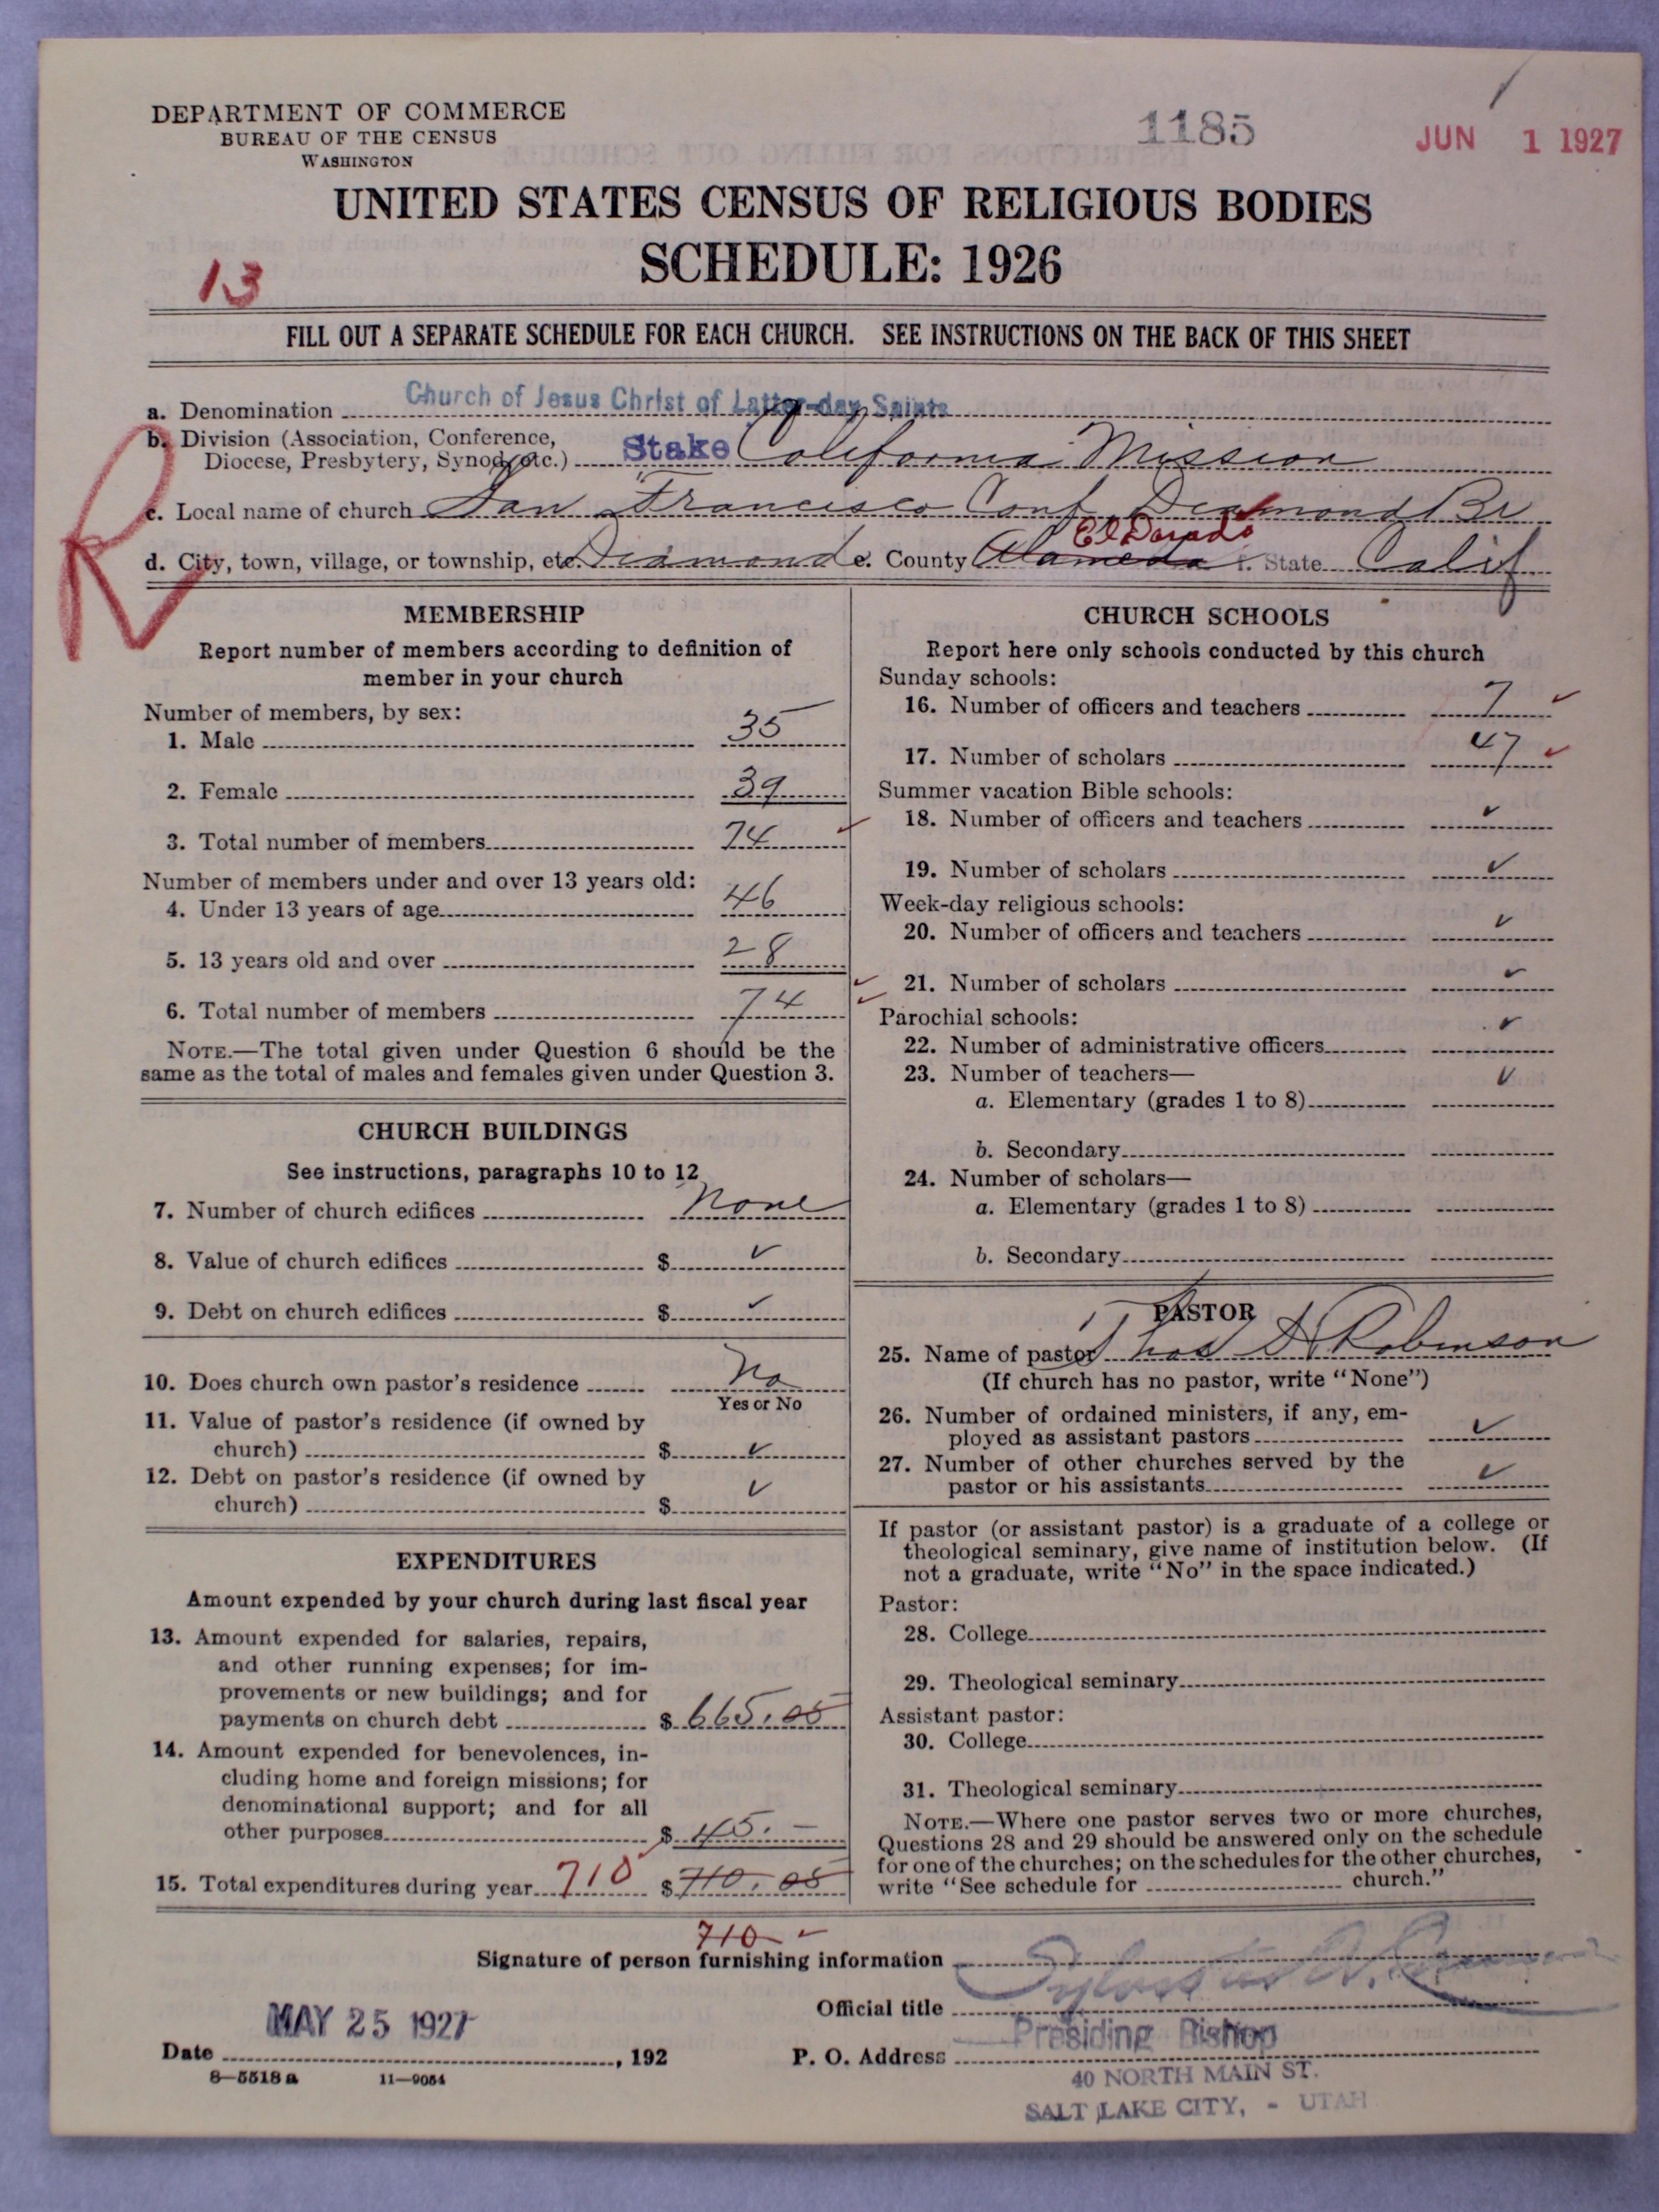 1185
JUN 1 1927
DEPARTMENT OF COMMERCE
BUREAU OF THE CENSUS
WASHINGTON
UNITED STATES CENSUS OF RELIGIOUS BODIES
SCHEDULE: 1926
13
FILL OUT A SEPARATE SCHEDULE FOR EACH CHURCH. SEE INSTRUCTIONS ON THE BACK OF THIS SHEET
a. Denomination Church of Jesus Christ of Latter-day Saints
b. Division (Association, Conference,
Diocese, Presbytery, Synod, etc.) Stake California Mission
R
c. Local name of church San Francisco Conf Diamond Br
El Dorado
d. City, town, village, or township, etc. Diamond e. County Alameda f. State Calif
MEMBERSHIP
Report number of members according to definition of
member in your church
Number of members, by sex:
1. Male 35
2. Female 39
3. Total number of members 74 ✓
Number of members under and over 13 years old:
4. Under 13 years of age 46
5. 13 years old and over 28
6. Total number of members 74 ✓
NOTE.—The total given under Question 6 should be the
same as the total of males and females given under Question 3.
CHURCH BUILDINGS
See instructions, paragraphs 10 to 12
7. Number of church edifices None
8. Value of church edifices $ ✓
9. Debt on church edifices $ ✓
10. Does church own pastor's residence No
Yes or No
11. Value of pastor's residence (if owned by
church) $ ✓
12. Debt on pastor's residence (if owned by
church) $ ✓
EXPENDITURES
Amount expended by your church during last fiscal year
13. Amount expended for salaries, repairs,
and other running expenses; for im-
provements or new buildings; and for
payments on church debt $ 665.05
14. Amount expended for benevolences, in-
cluding home and foreign missions; for
denominational support; and for all
other purposes $ 45.—
15. Total expenditures during year 710 $ 710.05
710 ✓
CHURCH SCHOOLS
Report here only schools conducted by this church
Sunday schools:
16. Number of officers and teachers 7 ✓
17. Number of scholars 47 ✓
Summer vacation Bible schools:
18. Number of officers and teachers ✓
19. Number of scholars ✓
Week-day religious schools:
20. Number of officers and teachers ✓
21. Number of scholars ✓
Parochial schools:
22. Number of administrative officers ✓
23. Number of teachers— ✓
a. Elementary (grades 1 to 8)
b. Secondary
24. Number of scholars—
a. Elementary (grades 1 to 8)
b. Secondary
PASTOR
25. Name of pastor Thos H Robinson
(If church has no pastor, write "None")
26. Number of ordained ministers, if any, em-
ployed as assistant pastors ✓
27. Number of other churches served by the
pastor or his assistants ✓
If pastor (or assistant pastor) is a graduate of a college or
theological seminary, give name of institution below. (If
not a graduate, write "No" in the space indicated.)
Pastor:
28. College
29. Theological seminary
Assistant pastor:
30. College
31. Theological seminary
NOTE.—Where one pastor serves two or more churches,
Questions 28 and 29 should be answered only on the schedule
for one of the churches; on the schedules for the other churches,
write "See schedule for church."
Signature of person furnishing information
Official title Presiding Bishop
MAY 25 1927
Date , 192
P. O. Address 40 NORTH MAIN ST.
SALT LAKE CITY, - UTAH
8—5518 a 11—9054